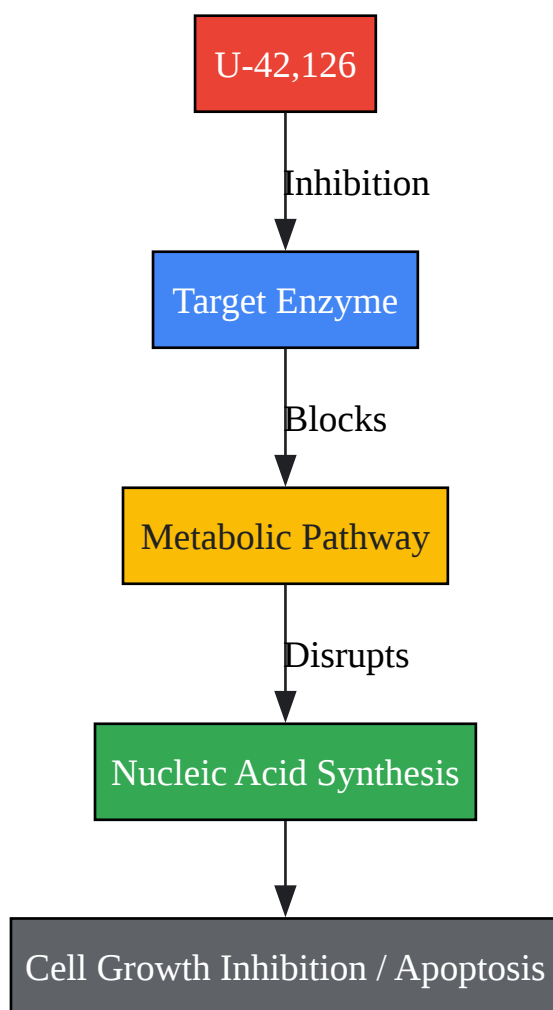 U-42,126
Inhibition
Target Enzyme
Blocks
Metabolic Pathway
Disrupts
Nucleic Acid Synthesis
Cell Growth Inhibition / Apoptosis